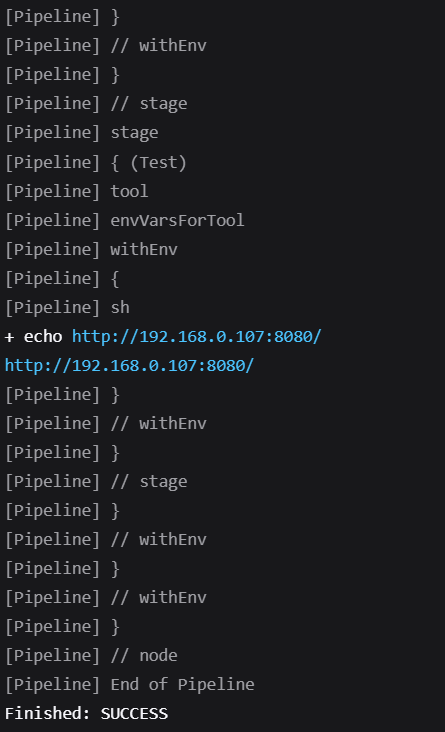 [Pipeline] }
[Pipeline] // withEnv
[Pipeline] }
[Pipeline] // stage
[Pipeline] stage
[Pipeline] { (Test)
[Pipeline] tool
[Pipeline] envVarsForTool
[Pipeline] withEnv
[Pipeline] {
[Pipeline] sh
+ echo http://192.168.0.107:8080/
http://192.168.0.107:8080/
[Pipeline] }
[Pipeline] // withEnv
[Pipeline] }
[Pipeline] // stage
[Pipeline] }
[Pipeline] // withEnv
[Pipeline] }
[Pipeline] // withEnv
[Pipeline] }
[Pipeline] // node
[Pipeline] End of Pipeline
Finished: SUCCESS